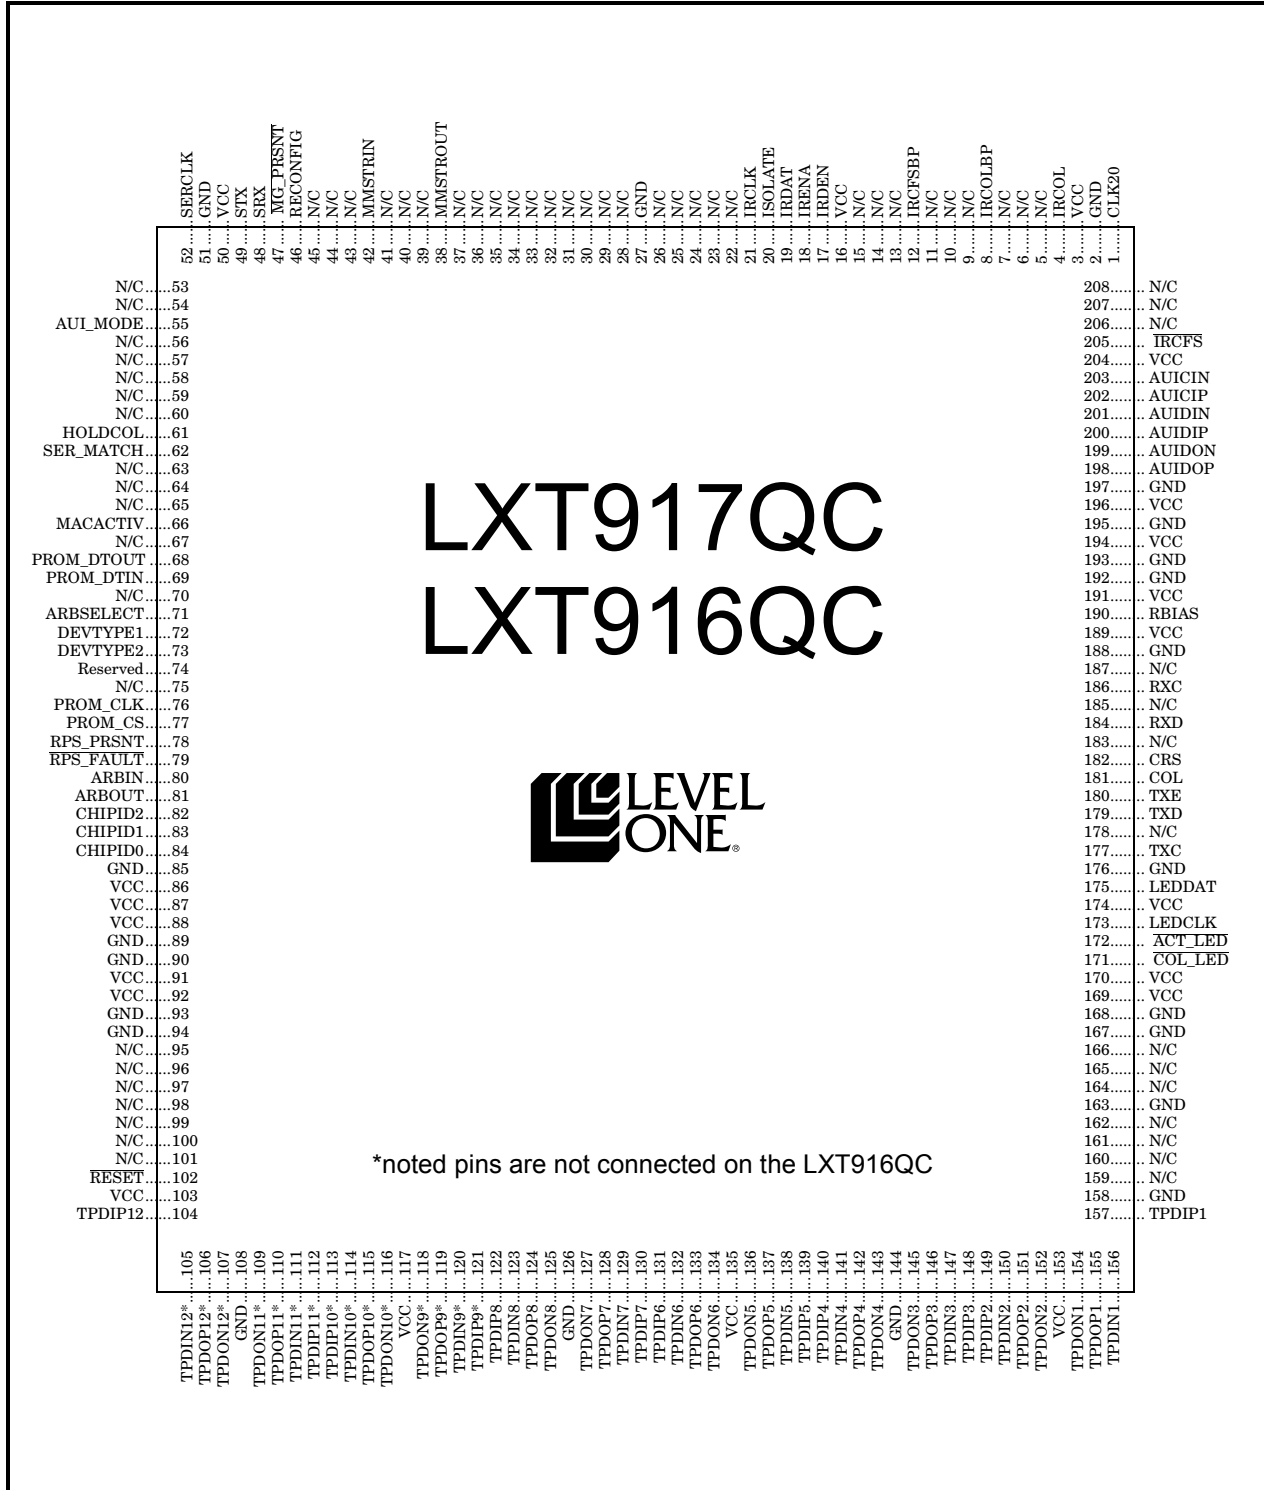 52......SERCLK
51......GND
50......VCC
49......STX
48......SRX
47...... MG_PRSNT
46......RECONFIG
45......N/C
44......N/C
43......N/C
42......MMSTRIN
41......N/C
40......N/C
39......N/C
38......MMSTROUT
37......N/C
36......N/C
35......N/C
34......N/C
33......N/C
32......N/C
31......N/C
30......N/C
29......N/C
28......N/C
27......GND
26......N/C
25......N/C
24......N/C
23......N/C
22......N/C
21......IRCLK
20......ISOLATE
19......IRDAT
18......IRENA
17......IRDEN
16......VCC
15......N/C
14......N/C
13......N/C
12......IRCFSBP
11......N/C
10......N/C
9........N/C
8........IRCOLBP
7........N/C
6........N/C
5........N/C
4........IRCOL
3........VCC
2........GND
1........CLK20
N/C......53
N/C......54
AUI_MODE......55
N/C......56
N/C......57
N/C......58
N/C......59
N/C......60
HOLDCOL......61
SER_MATCH......62
N/C......63
N/C......64
N/C......65
MACACTIV......66
N/C......67
PROM_DTOUT ......68
PROM_DTIN......69
N/C......70
ARBSELECT......71
DEVTYPE1......72
DEVTYPE2......73
Reserved......74
N/C......75
PROM_CLK......76
PROM_CS......77
RPS_PRSNT......78
RPS_FAULT......79
ARBIN......80
ARBOUT......81
CHIPID2......82
CHIPID1......83
CHIPID0......84
GND......85
VCC......86
VCC......87
VCC......88
GND......89
GND......90
VCC......91
VCC......92
GND......93
GND......94
N/C......95
N/C......96
N/C......97
N/C......98
N/C......99
N/C......100
N/C......101
RESET......102
VCC......103
TPDIP12......104
LXT917QC
LXT916QC
LEVEL
ONE®
*noted pins are not connected on the LXT916QC
208........ N/C
207........ N/C
206........ N/C
205........ IRCFS
204........ VCC
203........ AUICIN
202........ AUICIP
201........ AUIDIN
200........ AUIDIP
199........ AUIDON
198........ AUIDOP
197........ GND
196........ VCC
195........ GND
194........ VCC
193........ GND
192........ GND
191........ VCC
190........ RBIAS
189........ VCC
188........ GND
187........ N/C
186........ RXC
185........ N/C
184........ RXD
183........ N/C
182........ CRS
181........ COL
180........ TXE
179........ TXD
178........ N/C
177........ TXC
176........ GND
175........ LEDDAT
174........ VCC
173........ LEDCLK
172........ ACT_LED
171........ COL_LED
170........ VCC
169........ VCC
168........ GND
167........ GND
166........ N/C
165........ N/C
164........ N/C
163........ GND
162........ N/C
161........ N/C
160........ N/C
159........ N/C
158........ GND
157........ TPDIP1
TPDIN12*......105
TPDOP12*......106
TPDON12*......107
GND......108
TPDON11*......109
TPDOP11*......110
TPDIN11*......111
TPDIP11*......112
TPDIP10*......113
TPDIN10*......114
TPDOP10*......115
TPDON10*......116
VCC......117
TPDON9*......118
TPDOP9*......119
TPDIN9*......120
TPDIP9*......121
TPDIP8......122
TPDIN8......123
TPDOP8......124
TPDON8......125
GND......126
TPDON7......127
TPDOP7......128
TPDIN7......129
TPDIP7......130
TPDIP6......131
TPDIN6......132
TPDOP6......133
TPDON6......134
VCC......135
TPDON5......136
TPDOP5......137
TPDIN5......138
TPDIP5......139
TPDIP4......140
TPDIN4......141
TPDOP4......142
TPDON4......143
GND......144
TPDON3......145
TPDOP3......146
TPDIN3......147
TPDIP3......148
TPDIP2......149
TPDIN2......150
TPDOP2......151
TPDON2......152
VCC......153
TPDON1......154
TPDOP1......155
TPDIN1......156